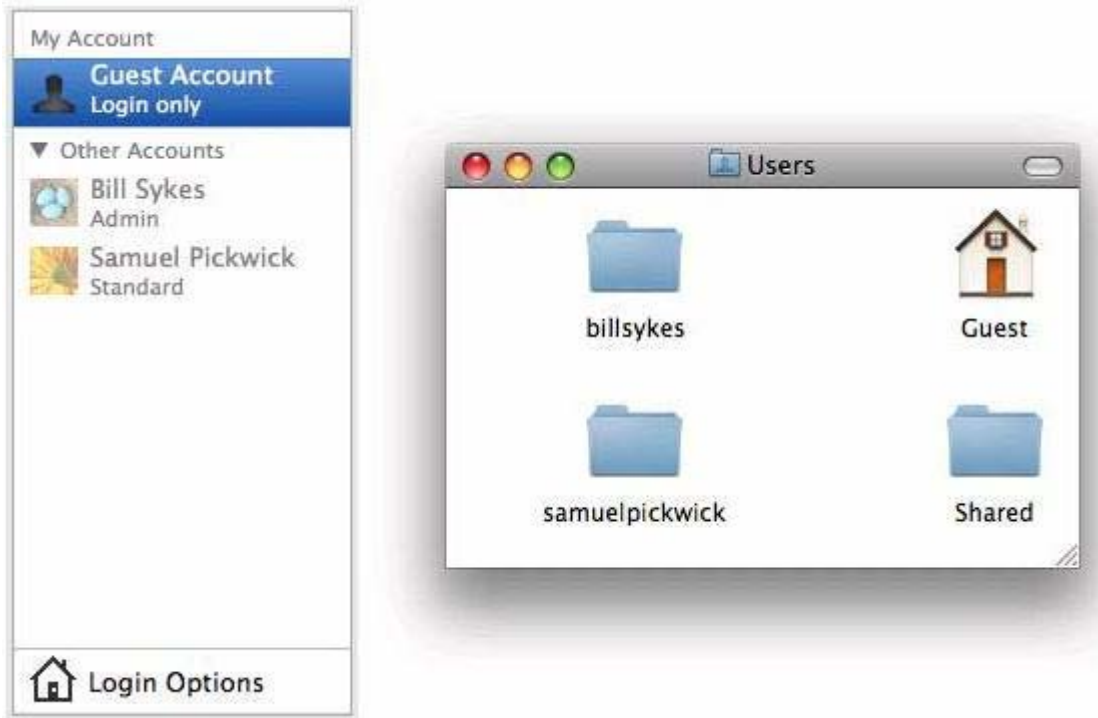 My Account
Guest Account
Login only
Other Accounts
Bill Sykes
Admin
Samuel Pickwick
Standard
Login Options
Users
billsykes
Guest
samuelpickwick
Shared